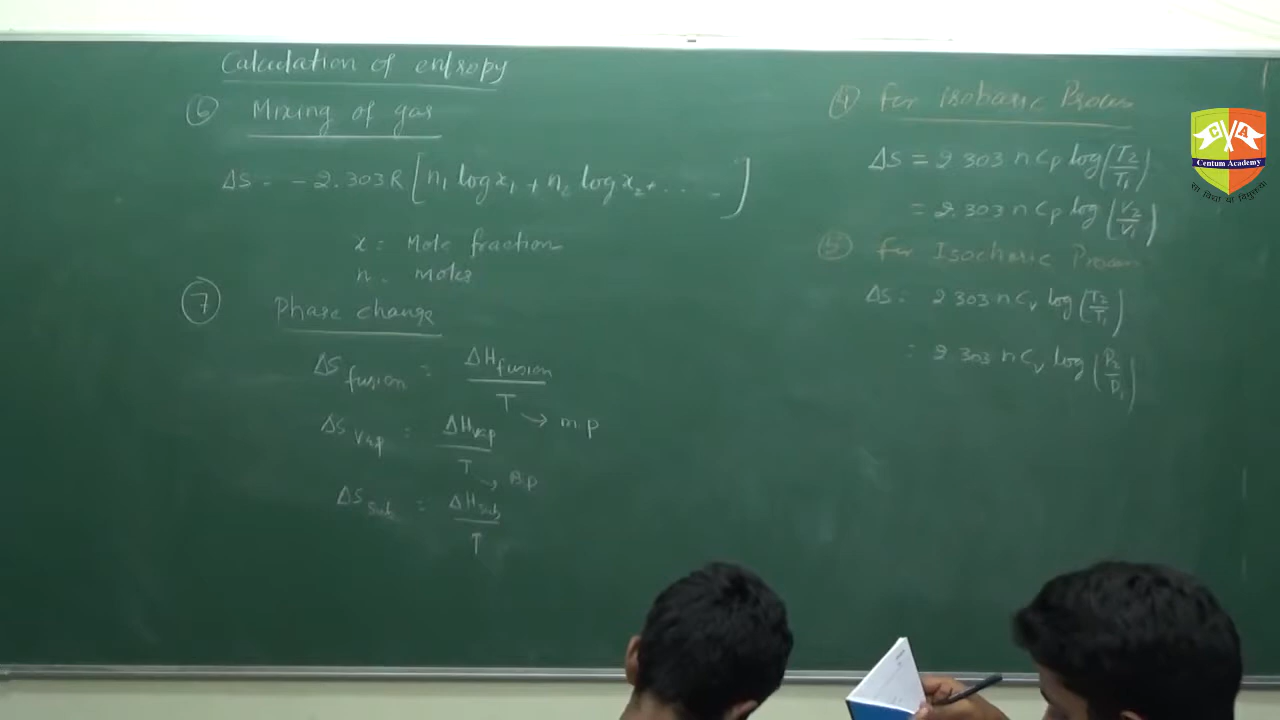 Calculation of entropy
⑥ Mixing of gas
ΔS = -2.303R [n₁ log x₁ + n₂ log x₂ + ...... ]
x = Mole fraction
n. moles
⑦ Phase change
ΔS fusion = ΔH fusion / T → m.p
ΔS vap = ΔH vap / T → B.p
ΔS sub = ΔH sub / T
④ For isobaric Process
ΔS = 2.303 n Cp log (T₂/T₁)
= 2.303 n Cp log (V₂/V₁)
⑤ For Isochoric Process
ΔS = 2.303 n Cv log (T₂/T₁)
= 2.303 n Cv log (P₂/P₁)
C A
Centum Academy
सा विद्या या विमुक्तये